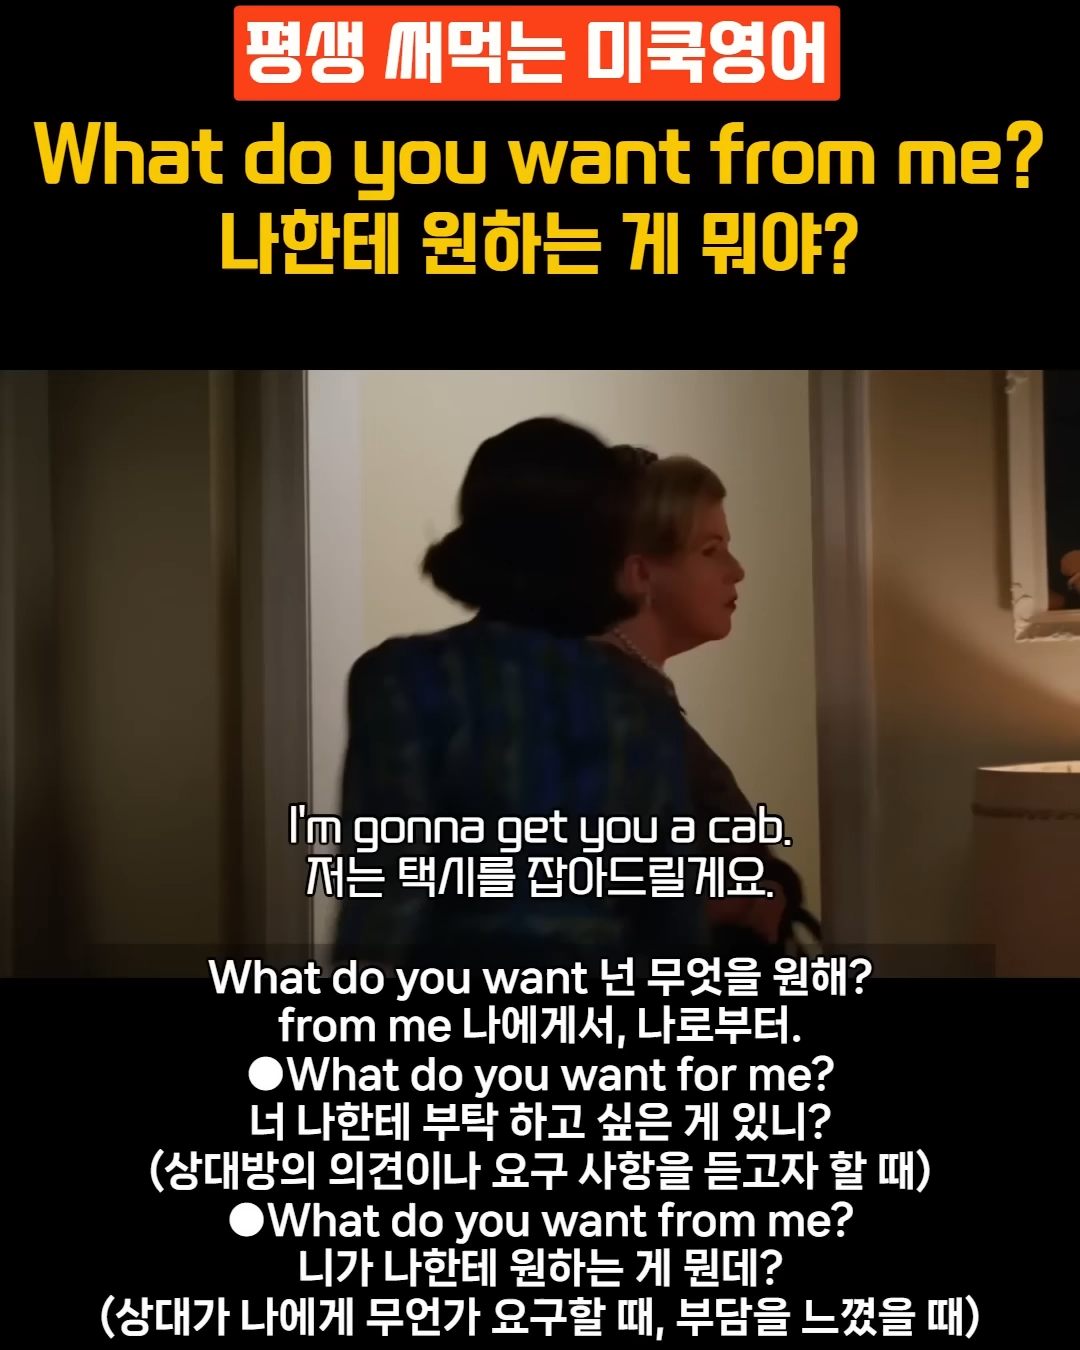 평생 써먹는 미쿡영어
What do you want from me?
나한테 원하는 게 뭐야?
I'm gonna get you a cab.
저는 택시를 잡아드릴게요.
What do you want 넌 무엇을 원해?
from me 나에게서, 나로부터.
●What do you want for me?
너 나한테 부탁 하고 싶은 게 있니?
(상대방의 의견이나 요구 사항을 듣고자 할 때)
●What do you want from me?
니가 나한테 원하는 게 뭔데?
(상대가 나에게 무언가 요구할 때, 부담을 느꼈을 때)